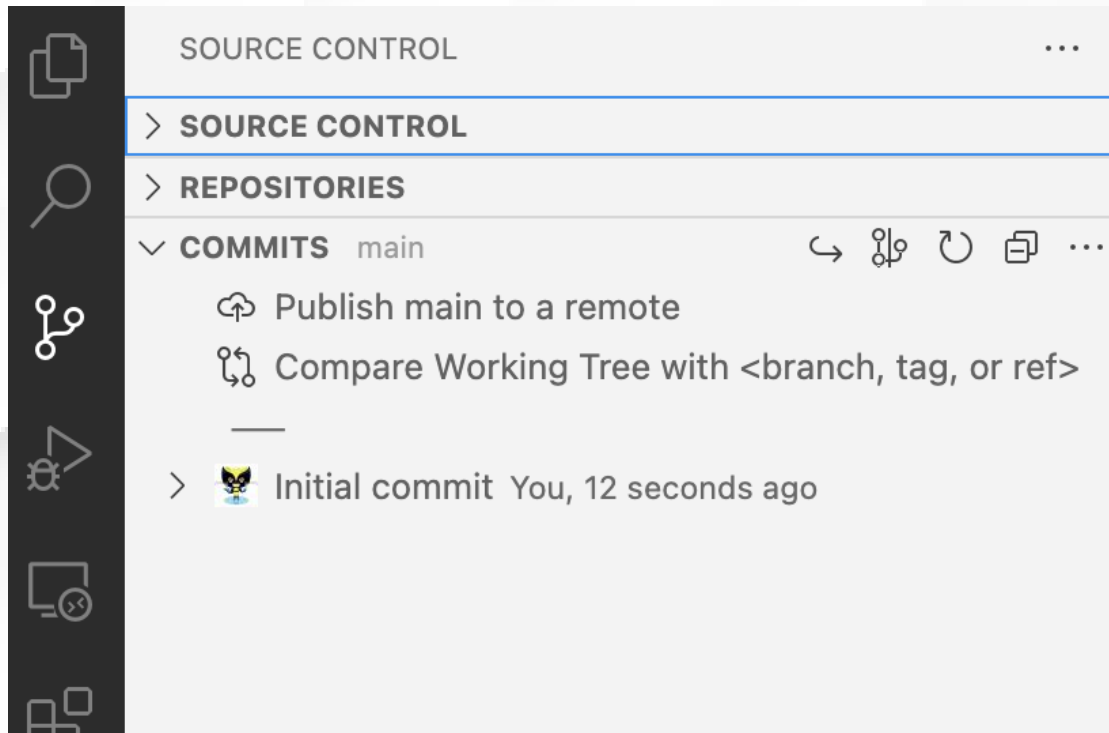 SOURCE CONTROL
SOURCE CONTROL
REPOSITORIES
COMMITS main
Publish main to a remote
Compare Working Tree with <branch, tag, or ref>
Initial commit You, 12 seconds ago